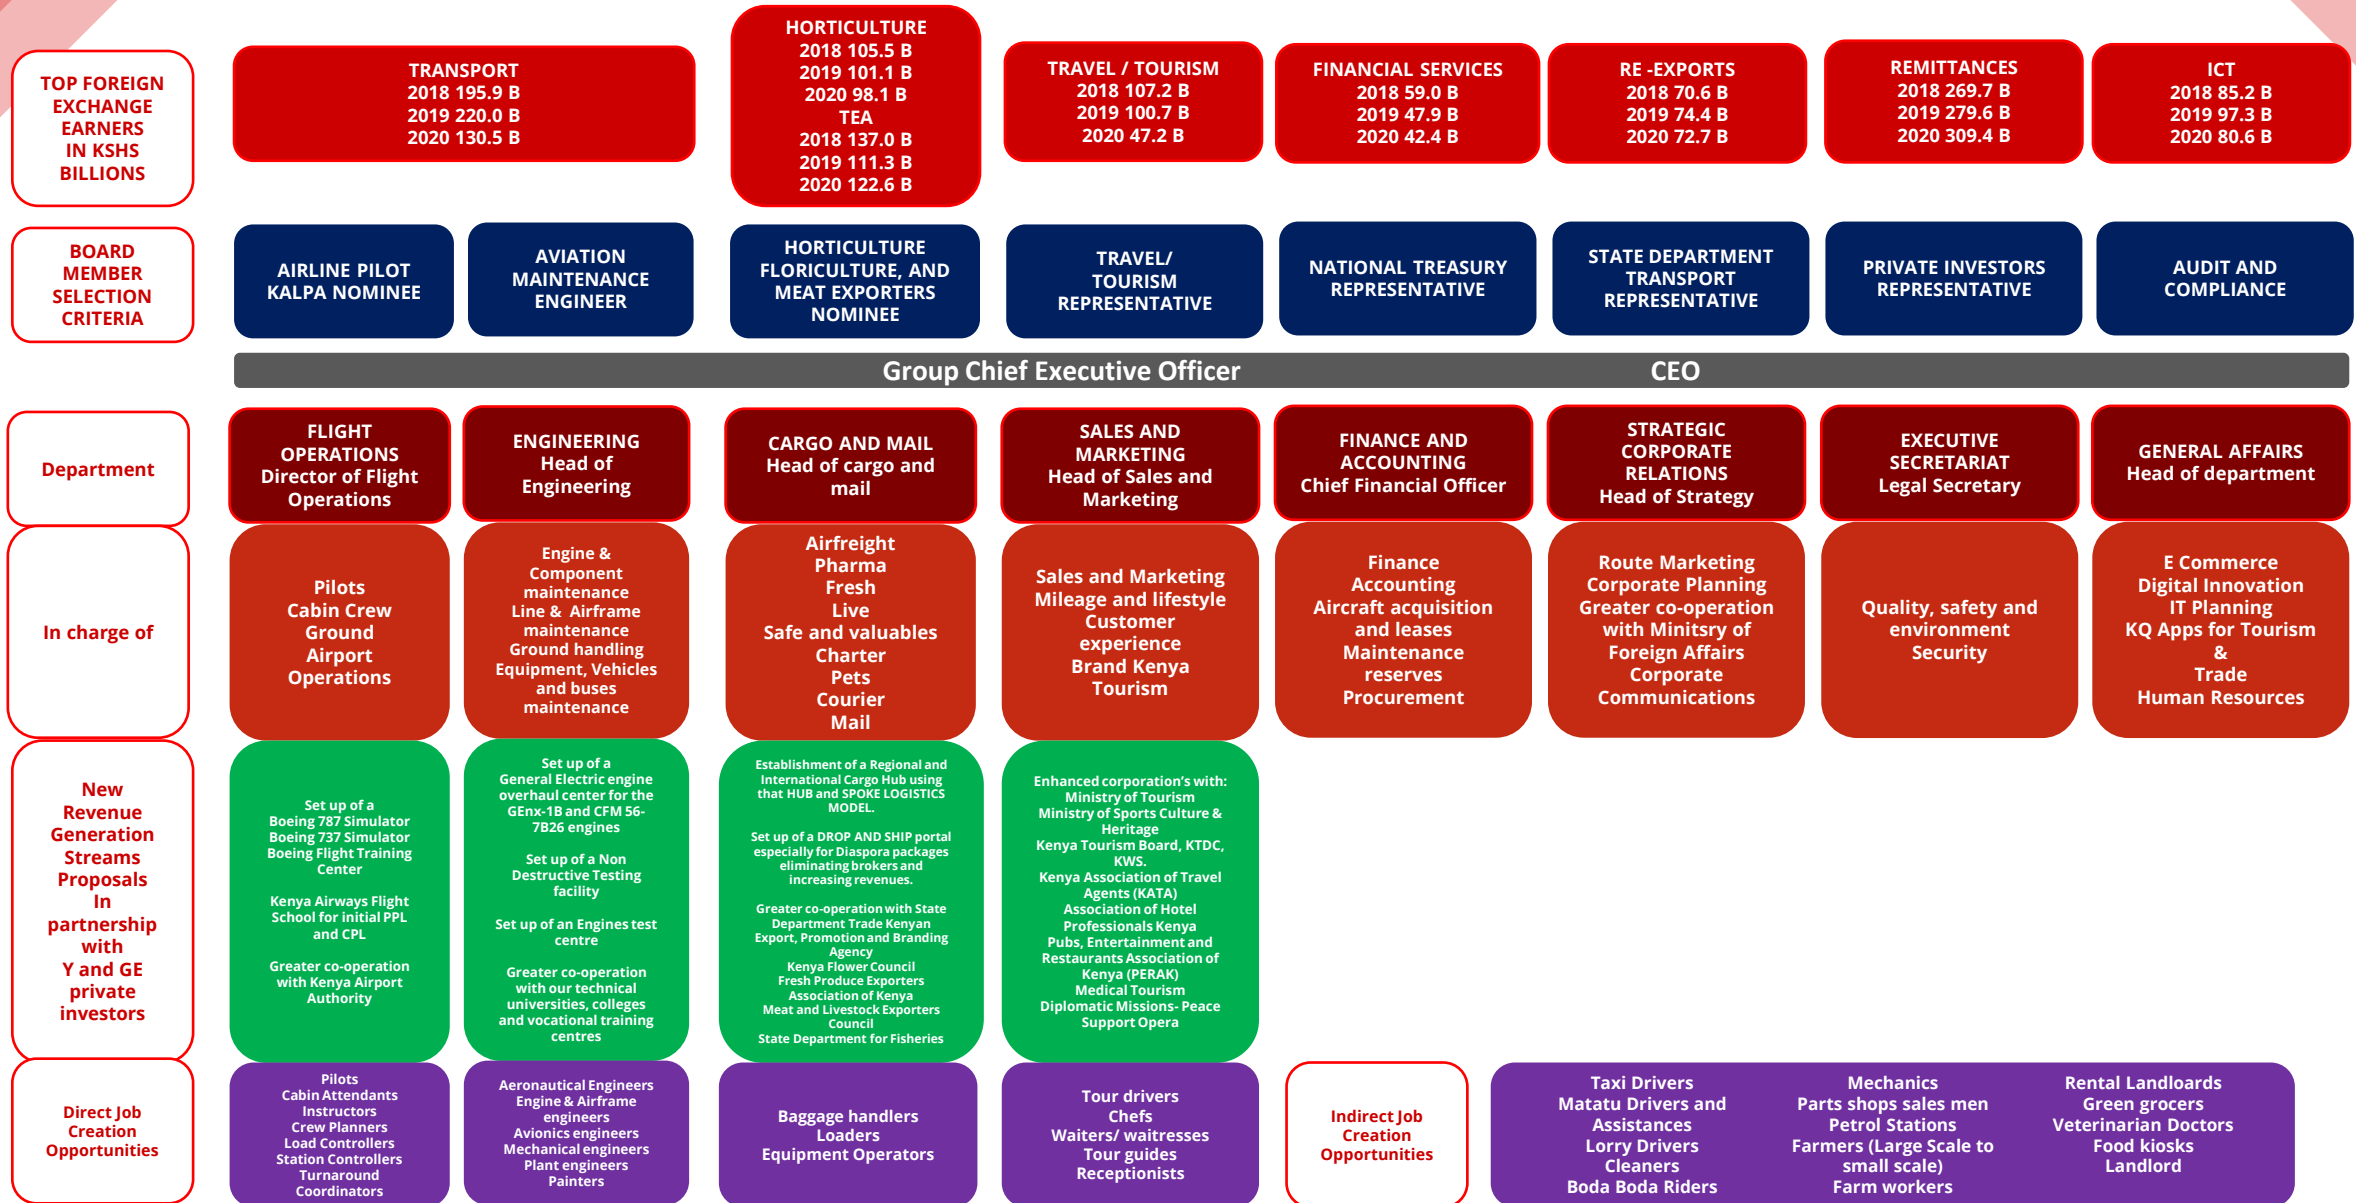 TOP FOREIGN
EXCHANGE
EARNERS
IN KSHS
BILLIONS
TRANSPORT
2018 195.9 B
2019 220.0 B
2020 130.5 B
HORTICULTURE
2018 105.5 B
2019 101.1 B
2020 98.1 B
TEA
2018 137.0 B
2019 111.3 B
2020 122.6 B
TRAVEL / TOURISM
2018 107.2 B
2019 100.7 B
2020 47.2 B
FINANCIAL SERVICES
2018 59.0 B
2019 47.9 B
2020 42.4 B
RE -EXPORTS
2018 70.6 B
2019 74.4 B
2020 72.7 B
REMITTANCES
2018 269.7 B
2019 279.6 B
2020 309.4 B
ICT
2018 85.2 B
2019 97.3 B
2020 80.6 B
BOARD
MEMBER
SELECTION
CRITERIA
AIRLINE PILOT
KALPA NOMINEE
AVIATION
MAINTENANCE
ENGINEER
HORTICULTURE
FLORICULTURE, AND
MEAT EXPORTERS
NOMINEE
TRAVEL/
TOURISM
REPRESENTATIVE
NATIONAL TREASURY
REPRESENTATIVE
STATE DEPARTMENT
TRANSPORT
REPRESENTATIVE
PRIVATE INVESTORS
REPRESENTATIVE
AUDIT AND
COMPLIANCE
Group Chief Executive Officer CEO
Department
FLIGHT
OPERATIONS
Director of Flight
Operations
ENGINEERING
Head of
Engineering
CARGO AND MAIL
Head of cargo and
mail
SALES AND
MARKETING
Head of Sales and
Marketing
FINANCE AND
ACCOUNTING
Chief Financial Officer
STRATEGIC
CORPORATE
RELATIONS
Head of Strategy
EXECUTIVE
SECRETARIAT
Legal Secretary
GENERAL AFFAIRS
Head of department
In charge of
Pilots
Cabin Crew
Ground
Airport
Operations
Engine &
Component
maintenance
Line & Airframe
maintenance
Ground handling
Equipment, Vehicles
and buses
maintenance
Airfreight
Pharma
Fresh
Live
Safe and valuables
Charter
Pets
Courier
Mail
Sales and Marketing
Mileage and lifestyle
Customer
experience
Brand Kenya
Tourism
Finance
Accounting
Aircraft acquisition
and leases
Maintenance
reserves
Procurement
Route Marketing
Corporate Planning
Greater co-operation
with Minitsry of
Foreign Affairs
Corporate
Communications
Quality, safety and
environment
Security
E Commerce
Digital Innovation
IT Planning
KQ Apps for Tourism
&
Trade
Human Resources
New
Revenue
Generation
Streams
Proposals
In
partnership
with
Y and GE
private
investors
Set up of a
Boeing 787 Simulator
Boeing 737 Simulator
Boeing Flight Training
Center
Kenya Airways Flight
School for initial PPL
and CPL
Greater co-operation
with Kenya Airport
Authority
Set up of a
General Electric engine
overhaul center for the
GEnx-1B and CFM 56-
7B26 engines
Set up of a Non
Destructive Testing
facility
Set up of an Engines test
centre
Greater co-operation
with our technical
universities, colleges
and vocational training
centres
Establishment of a Regional and
International Cargo Hub using
that HUB and SPOKE LOGISTICS
MODEL.
Set up of a DROP AND SHIP portal
especially for Diaspora packages
eliminating brokers and
increasing revenues.
Greater co-operation with State
Department Trade Kenyan
Export, Promotion and Branding
Agency
Kenya Flower Council
Fresh Produce Exporters
Association of Kenya
Meat and Livestock Exporters
Council
State Department for Fisheries
Enhanced corporation's with:
Ministry of Tourism
Ministry of Sports Culture &
Heritage
Kenya Tourism Board, KTDC,
KWS.
Kenya Association of Travel
Agents (KATA)
Association of Hotel
Professionals Kenya
Pubs, Entertainment and
Restaurants Association of
Kenya (PERAK)
Medical Tourism
Diplomatic Missions- Peace
Support Opera
Direct Job
Creation
Opportunities
Pilots
Cabin Attendants
Instructors
Crew Planners
Load Controllers
Station Controllers
Turnaround
Coordinators
Aeronautical Engineers
Engine & Airframe
engineers
Avionics engineers
Mechanical engineers
Plant engineers
Painters
Baggage handlers
Loaders
Equipment Operators
Tour drivers
Chefs
Waiters/ waitresses
Tour guides
Receptionists
Indirect Job
Creation
Opportunities
Taxi Drivers
Matatu Drivers and
Assistances
Lorry Drivers
Cleaners
Boda Boda Riders
Mechanics
Parts shops sales men
Petrol Stations
Farmers (Large Scale to
small scale)
Farm workers
Rental Landloards
Green grocers
Veterinarian Doctors
Food kiosks
Landlord